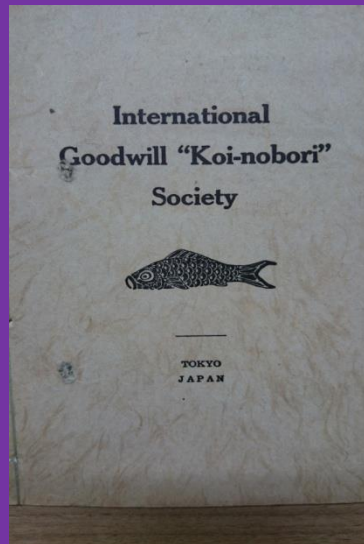 International
Goodwill “Koi-nobori”
Society
TOKYO
JAPAN